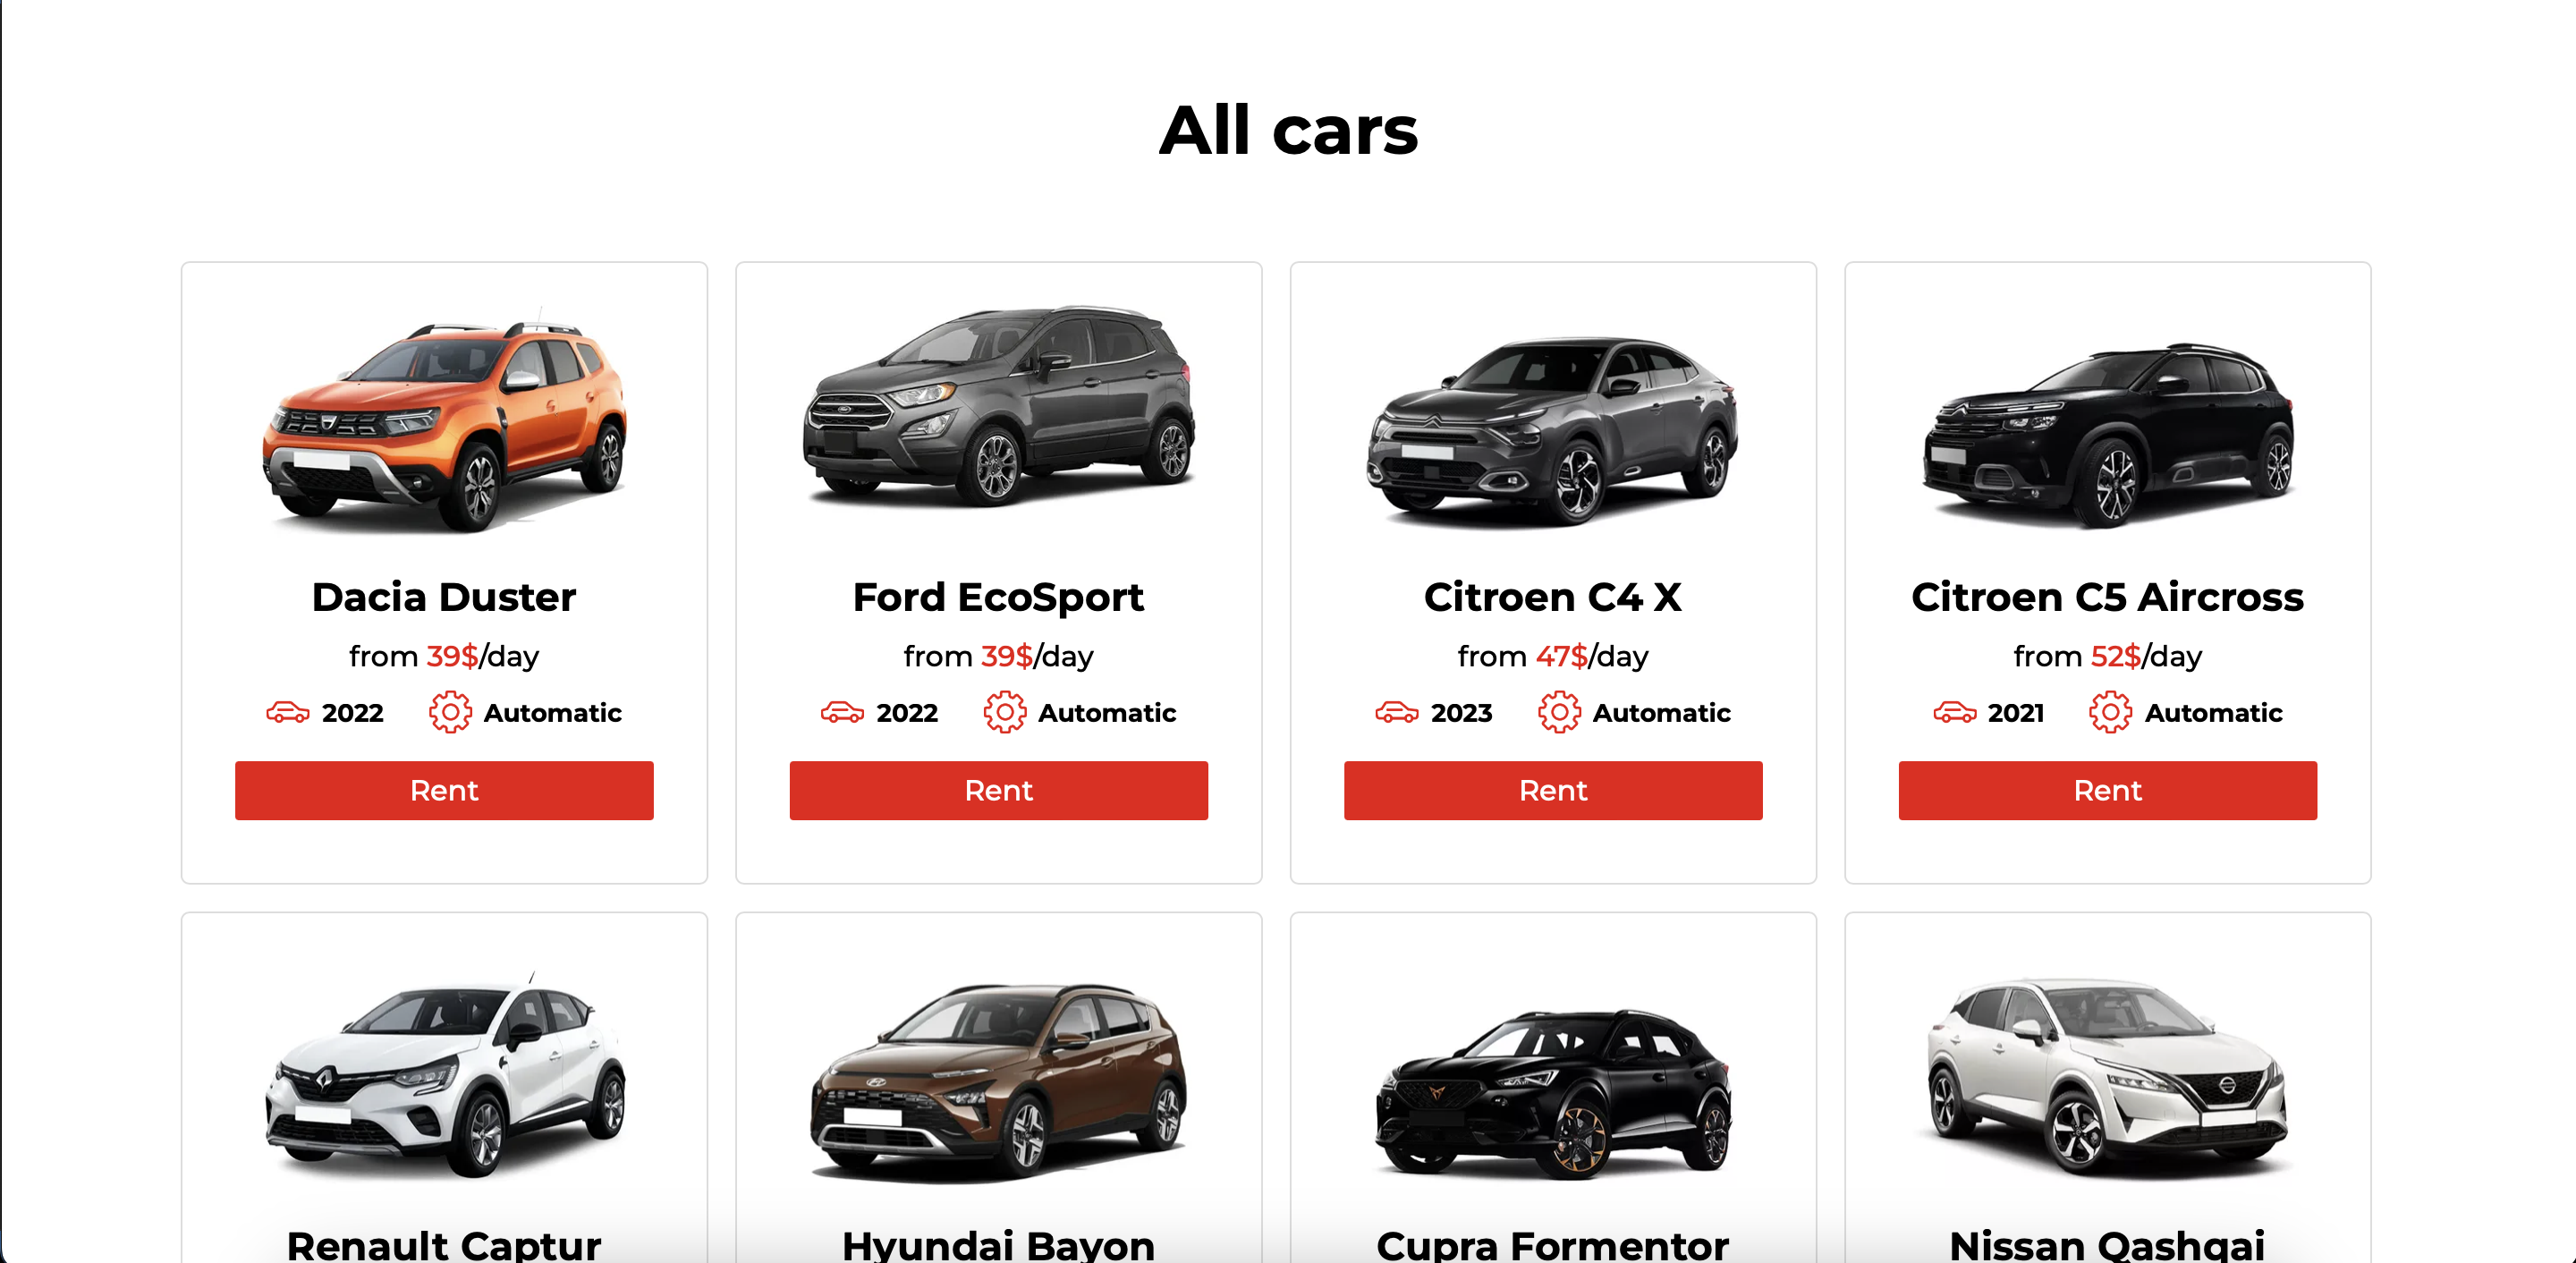 All cars
Dacia Duster
from 39$/day
2022 Automatic
Rent
Ford EcoSport
from 39$/day
2022 Automatic
Rent
Citroen C4 X
from 47$/day
2023 Automatic
Rent
Citroen C5 Aircross
from 52$/day
2021 Automatic
Rent
Renault Captur
Hyundai Bayon
Cupra Formentor
Nissan Qashqai